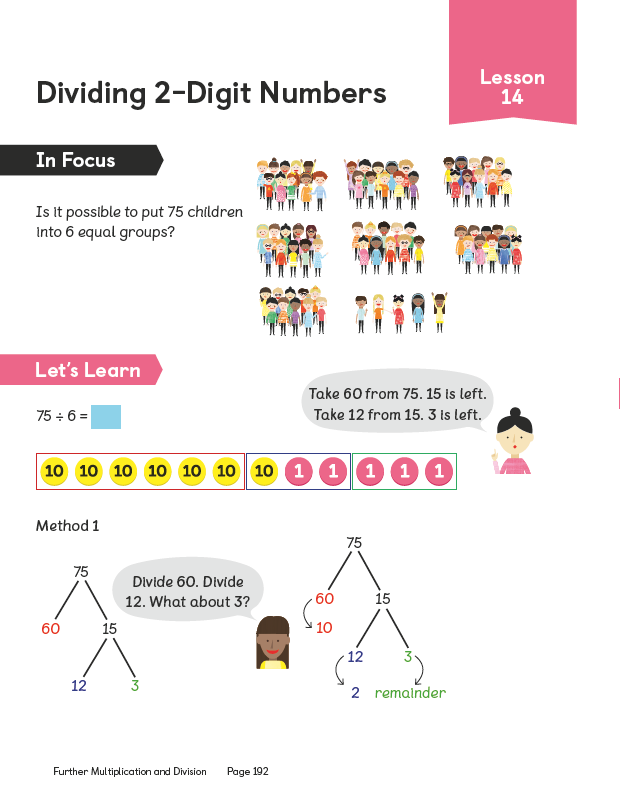 Dividing 2-Digit Numbers
Lesson
14
In Focus
Is it possible to put 75 children
into 6 equal groups?
Let's Learn
75 ÷ 6 =
Take 60 from 75. 15 is left.
Take 12 from 15. 3 is left.
10 10 10 10 10 10 10 1 1 1 1 1
Method 1
75
60 15
12 3
Divide 60. Divide
12. What about 3?
75
60 15
10
12 3
2 remainder
Further Multiplication and Division Page 192